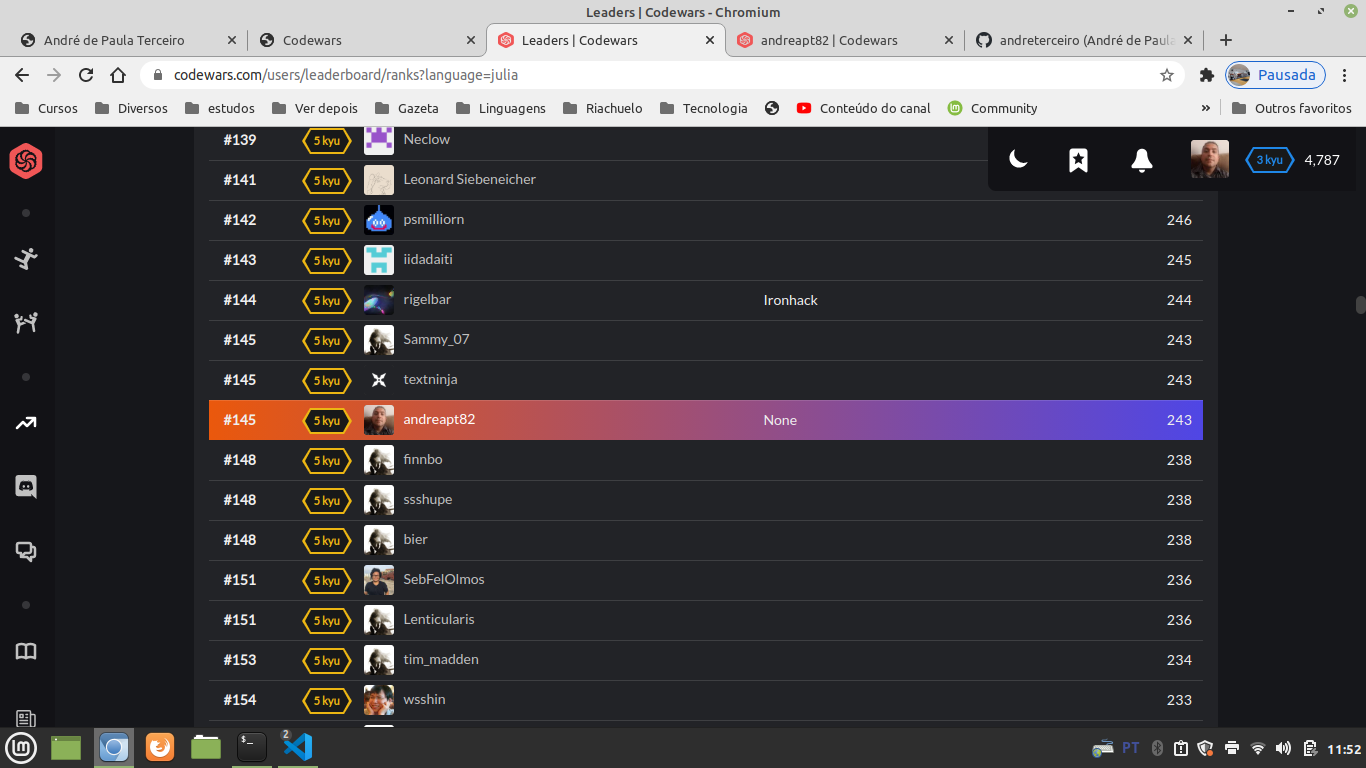 Leaders | Codewars - Chromium
André de Paula Terceiro
Codewars
Leaders | Codewars
andreapt82 | Codewars
andreterceiro (André de Paula
codewars.com/users/leaderboard/ranks?language=julia
Pausada
Cursos
Diversos
estudos
Ver depois
Gazeta
Linguagens
Riachuelo
Tecnologia
Conteúdo do canal
Community
»
Outros favoritos
3 kyu 4,787
#139 5 kyu Neclow
#141 5 kyu Leonard Siebeneicher
#142 5 kyu psmilliorn 246
#143 5 kyu iidadaiti 245
#144 5 kyu rigelbar Ironhack 244
#145 5 kyu Sammy_07 243
#145 5 kyu textninja 243
#145 5 kyu andreapt82 None 243
#148 5 kyu finnbo 238
#148 5 kyu ssshupe 238
#148 5 kyu bier 238
#151 5 kyu SebFelOlmos 236
#151 5 kyu Lenticularis 236
#153 5 kyu tim_madden 234
#154 5 kyu wsshin 233
2
PT
11:52